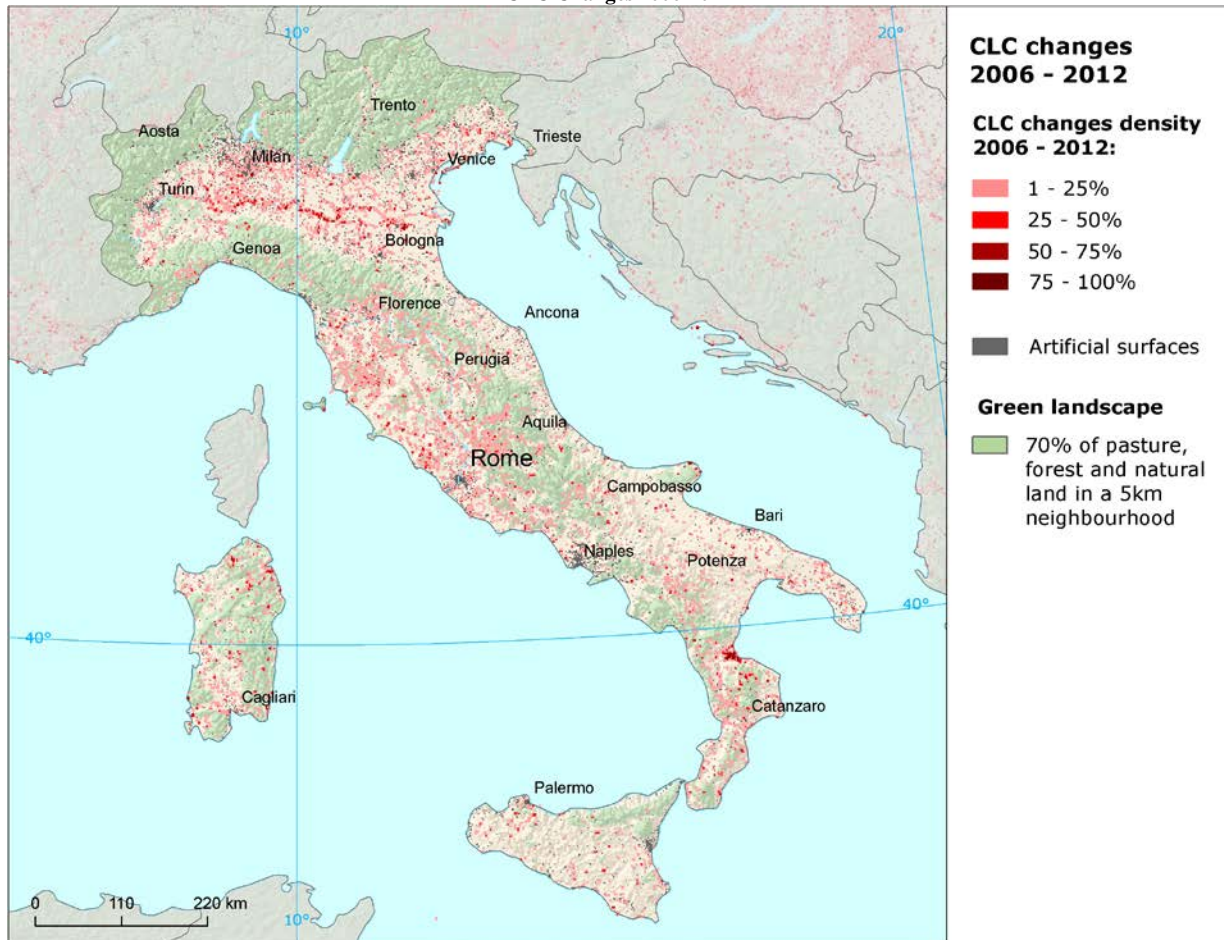 10°
20°
Trento
Aosta
Trieste
Milan
Venice
Turin
Bologna
Genoa
Florence
Ancona
Perugia
Aquila
Rome
Campobasso
Bari
Naples
Potenza
40°
40°
Cagliari
Catanzaro
Palermo
0 110 220 km
10°
CLC changes
2006 - 2012
CLC changes density
2006 - 2012:
1 - 25%
25 - 50%
50 - 75%
75 - 100%
Artificial surfaces
Green landscape
70% of pasture,
forest and natural
land in a 5km
neighbourhood